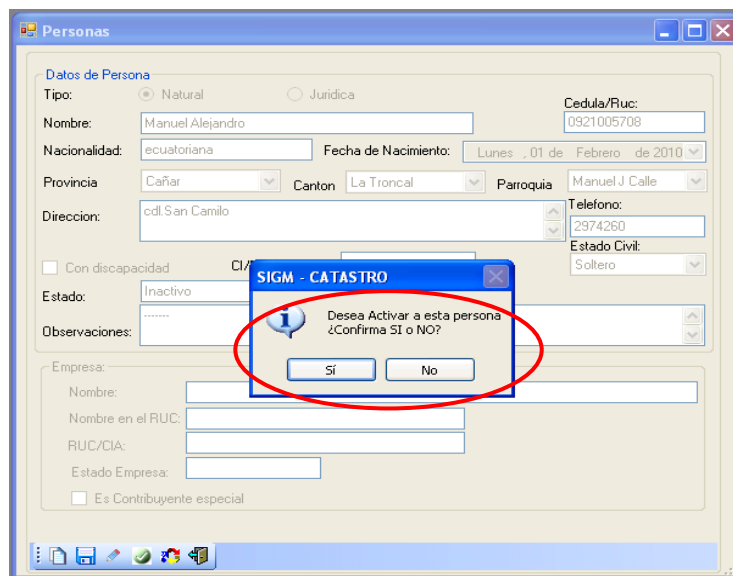 Personas
Datos de Persona
Tipo: Natural Juridica
Cedula/Ruc:
Nombre: Manuel Alejandro 0921005708
Nacionalidad: ecuatoriana Fecha de Nacimiento: Lunes , 01 de Febrero de 2010
Provincia Cañar Canton La Troncal Parroquia Manuel J Calle
Direccion: cdl.San Camilo Telefono:
2974260
Estado Civil:
Con discapacidad CI/ Soltero
SIGM - CATASTRO
Estado: Inactivo
Desea Activar a esta persona
¿Confirma SI o NO?
Observaciones: -------
Sí No
Empresa:
Nombre:
Nombre en el RUC:
RUC/CIA:
Estado Empresa:
Es Contribuyente especial